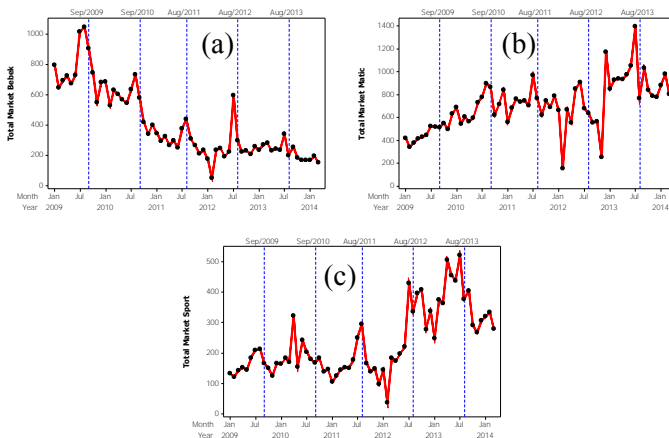 Sep/2009 Sep/2010 Aug/2011 Aug/2012 Aug/2013
(a)
Total Market Bebek
1000
800
600
400
200
0
Month Jan Jul Jan Jul Jan Jul Jan Jul Jan Jul Jan
Year 2009 2010 2011 2012 2013 2014
Sep/2009 Sep/2010 Aug/2011 Aug/2012 Aug/2013
(b)
Total Market Matic
1400
1200
1000
800
600
400
200
0
Month Jan Jul Jan Jul Jan Jul Jan Jul Jan Jul Jan
Year 2009 2010 2011 2012 2013 2014
Sep/2009 Sep/2010 Aug/2011 Aug/2012 Aug/2013
(c)
Total Market Sport
500
400
300
200
100
0
Month Jan Jul Jan Jul Jan Jul Jan Jul Jan Jul Jan
Year 2009 2010 2011 2012 2013 2014